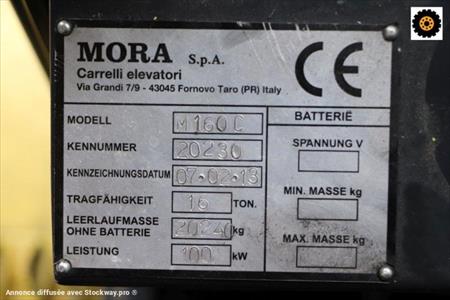 MORA S.p.A.
Carrelli elevatori
Via Grandi 7/9 - 43045 Fornovo Taro (PR) Italy
CE
MODELL M160C
KENNUMMER 20230
KENNZEICHNUNGSDATUM 07-02-13
TRAGFÄHIGKEIT 16 TON.
LEERLAUFMASSE
OHNE BATTERIE 20240 kg
LEISTUNG 100 kW
BATTERIË
SPANNUNG V
MIN. MASSE kg
MAX. MASSE kg
Annonce diffusée avec Stockway.pro ®